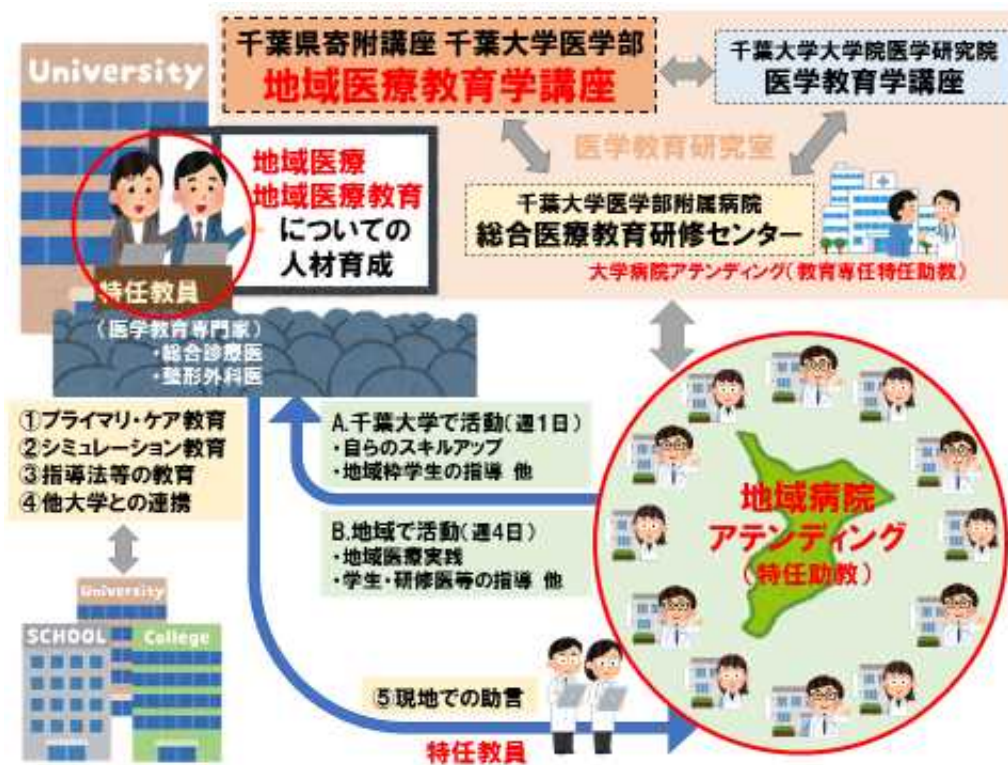 University
千葉県寄附講座 千葉大学医学部
地域医療教育学講座
千葉大学大学院医学研究院
医学教育学講座
医学教育研究室
千葉大学医学部附属病院
総合医療教育研修センター
大学病院アテンディング(教育専任特任助教)
地域医療
地域医療教育
についての
人材育成
特任教員
(医学教育専門家)
・総合診療医
・整形外科医
①プライマリ・ケア教育
②シミュレーション教育
③指導法等の教育
④他大学との連携
A.千葉大学で活動(週1日)
・自らのスキルアップ
・地域枠学生の指導 他
B.地域で活動(週4日)
・地域医療実践
・学生・研修医等の指導 他
地域病院
アテンディング
(特任助教)
University
SCHOOL
College
⑤現地での助言
特任教員